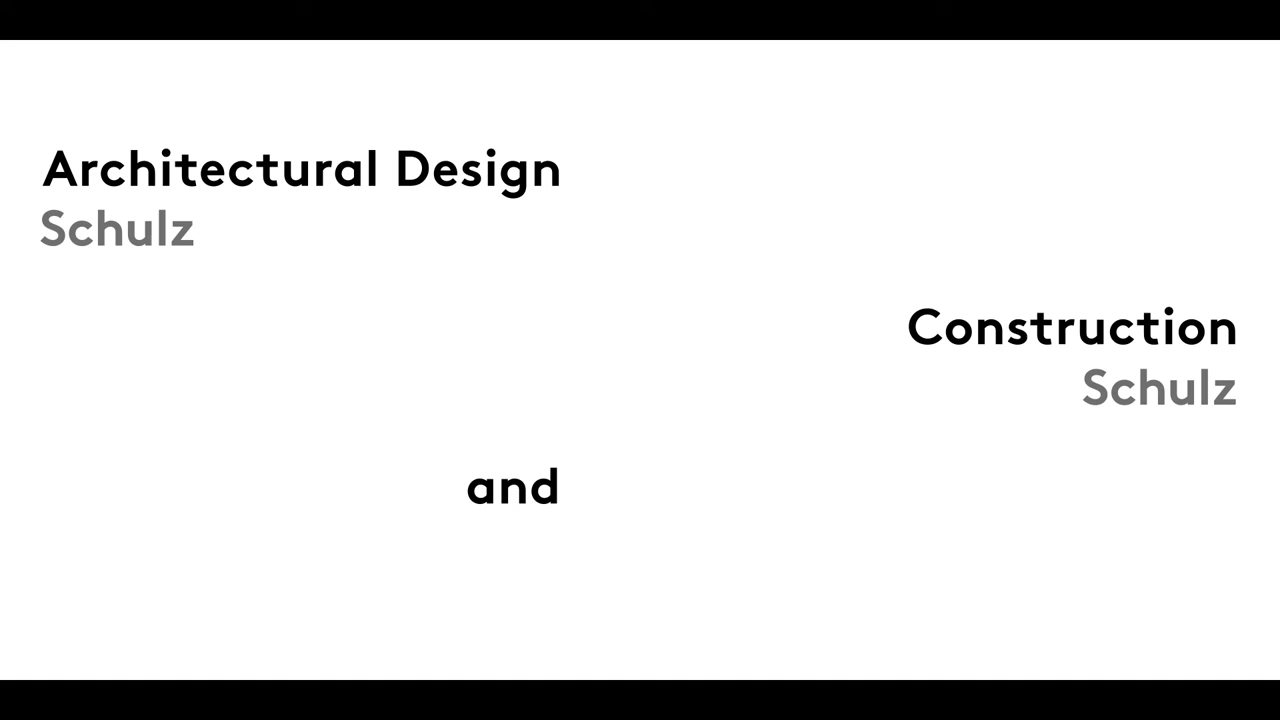 Architectural Design
Schulz
Construction
Schulz
and